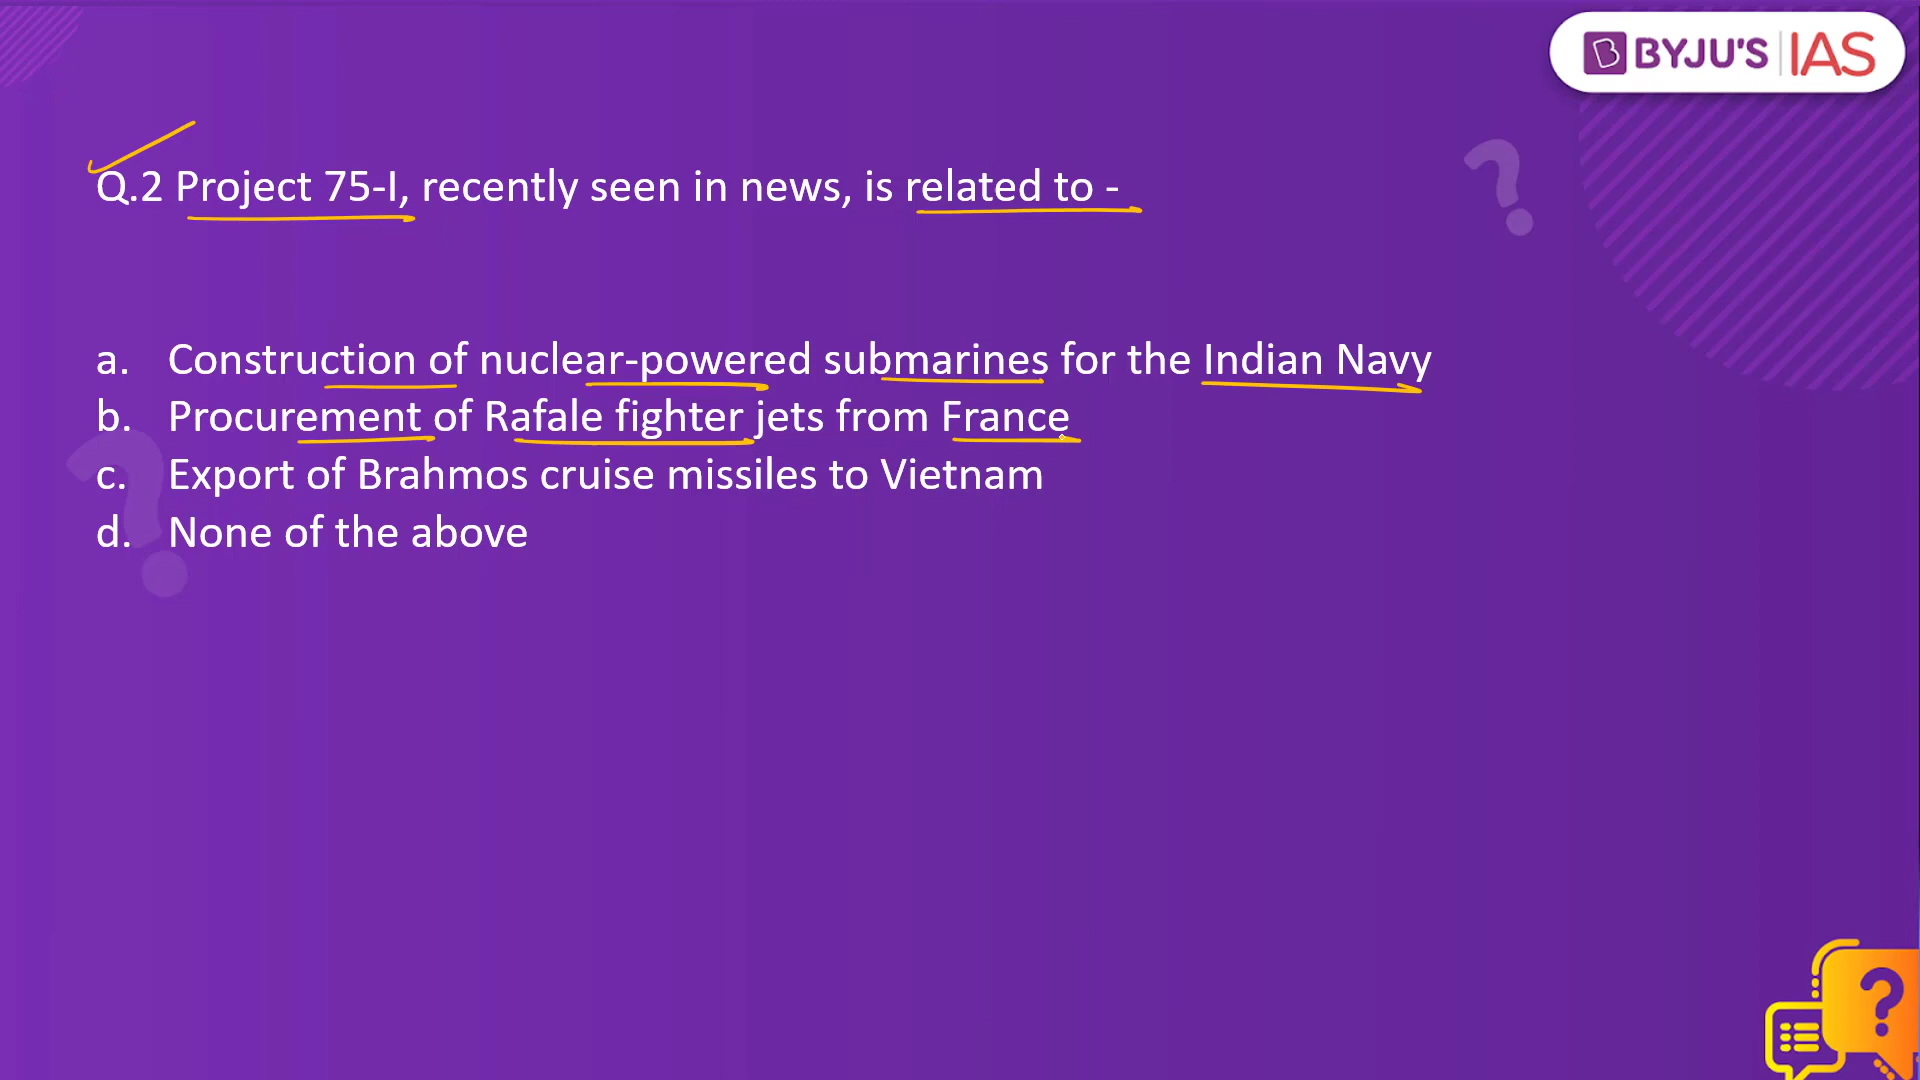 BYJU'S IAS
Q.2 Project 75-I, recently seen in news, is related to -
a. Construction of nuclear-powered submarines for the Indian Navy
b. Procurement of Rafale fighter jets from France
c. Export of Brahmos cruise missiles to Vietnam
d. None of the above